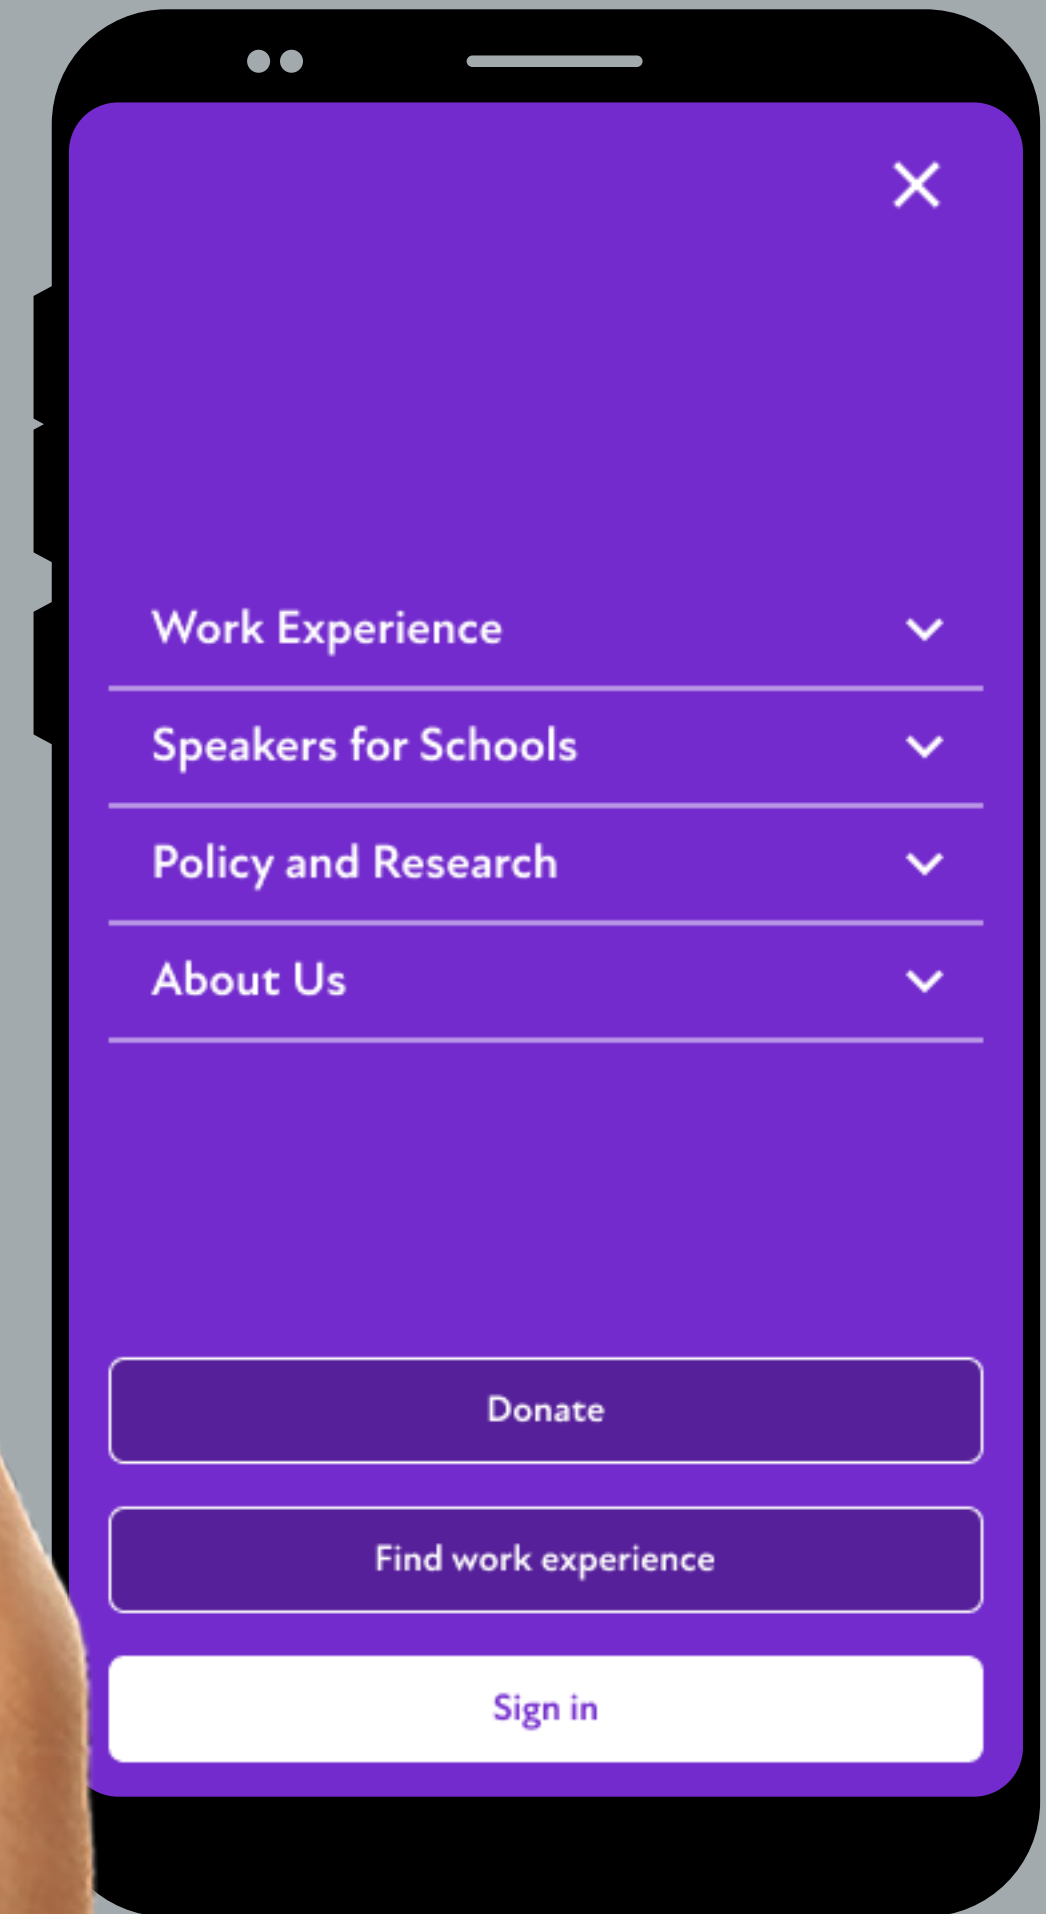 Work Experience
Speakers for Schools
Policy and Research
About Us
Donate
Find work experience
Sign in